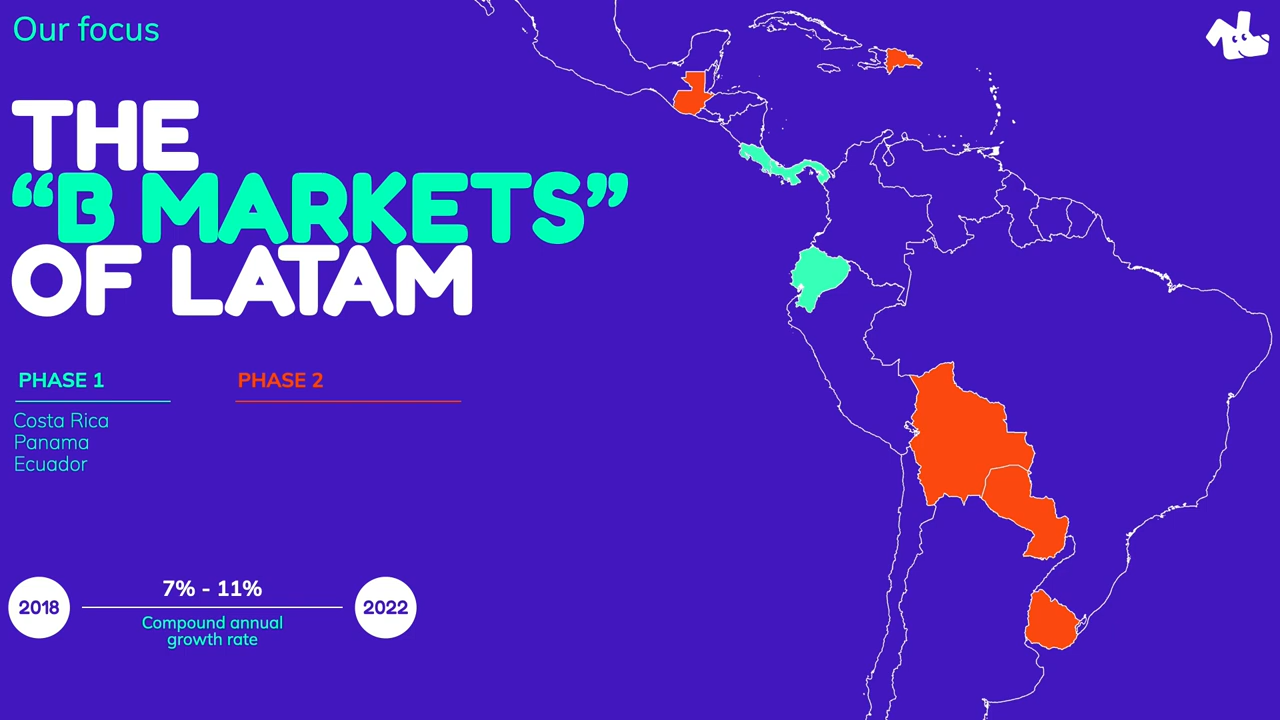 Our focus
THE
“B MARKETS”
OF LATAM
PHASE 1
PHASE 2
Costa Rica
Panama
Ecuador
2018
7% - 11%
Compound annual
growth rate
2022